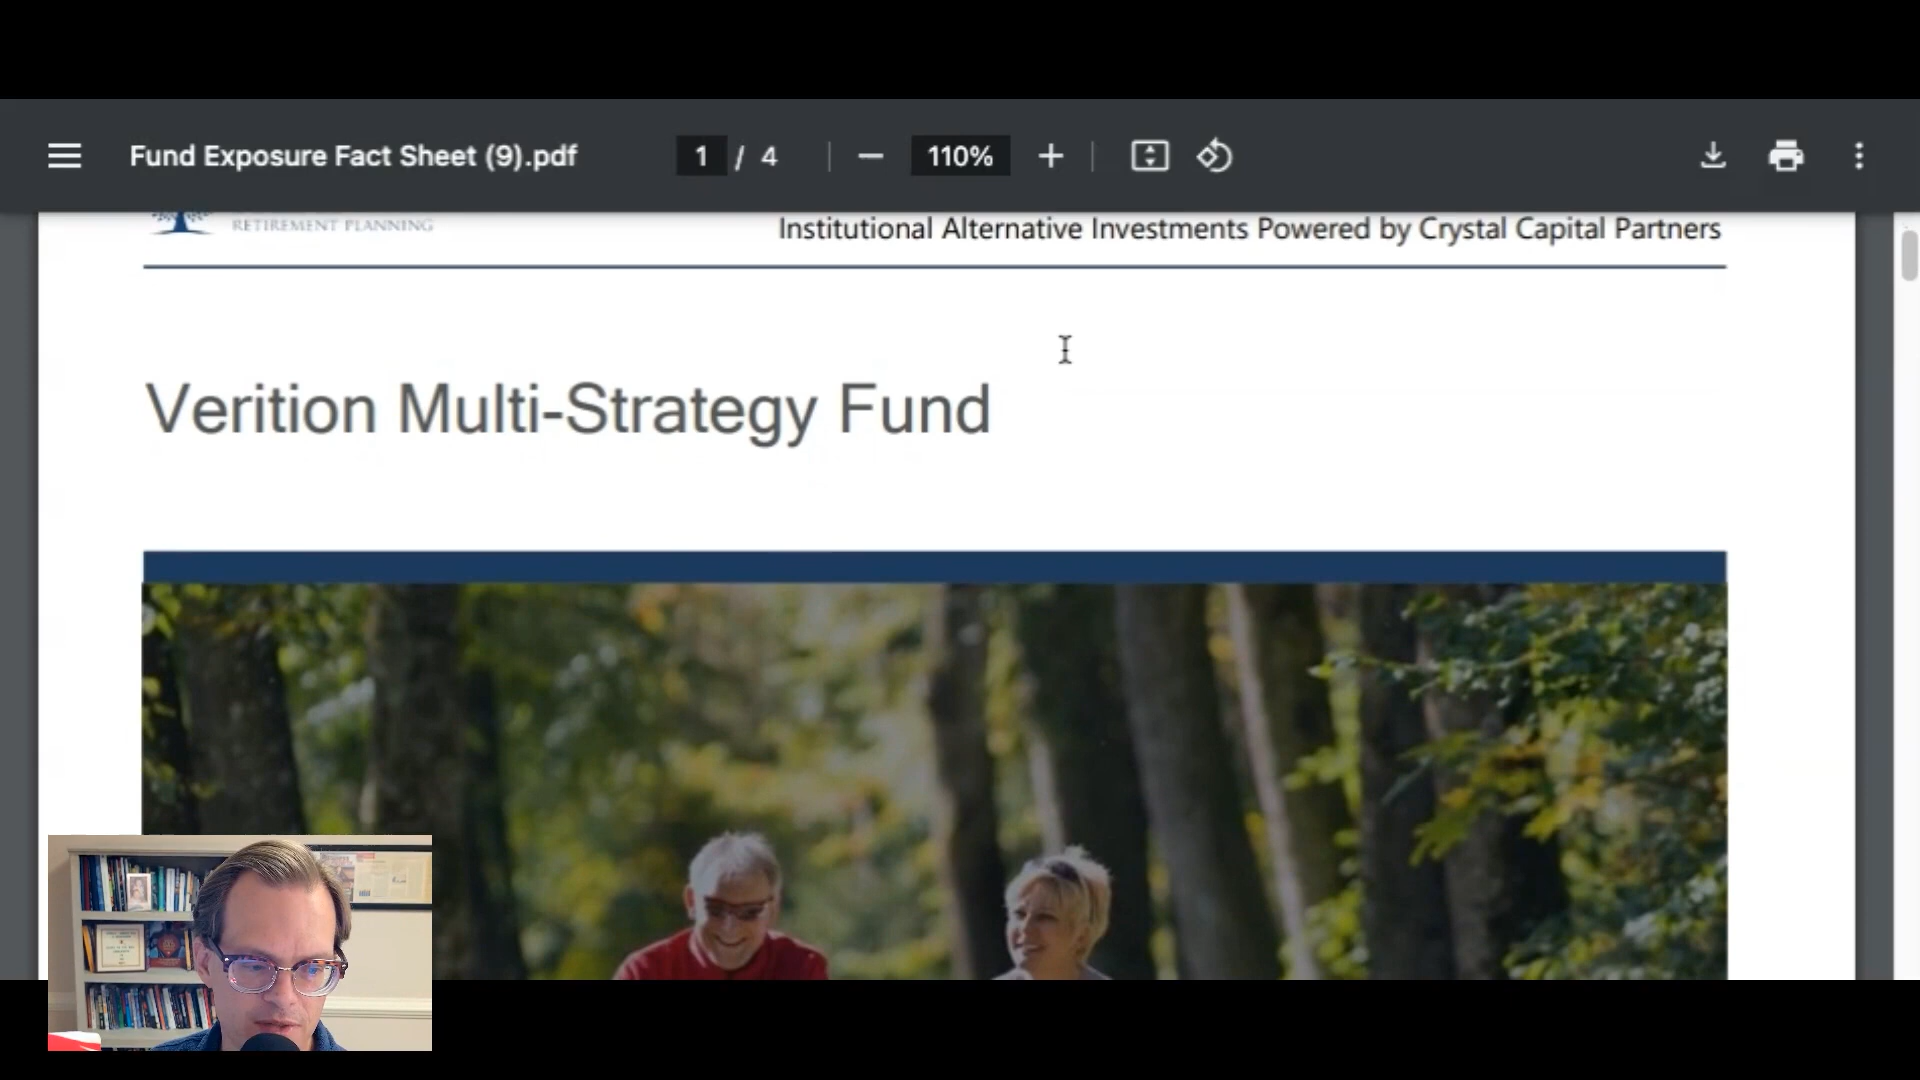 Fund Exposure Fact Sheet (9).pdf
1 / 4
110%
RETIREMENT PLANNING
Institutional Alternative Investments Powered by Crystal Capital Partners
Verition Multi-Strategy Fund